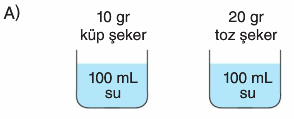 A)
10 gr
küp şeker
100 mL
su
20 gr
toz şeker
100 mL
su